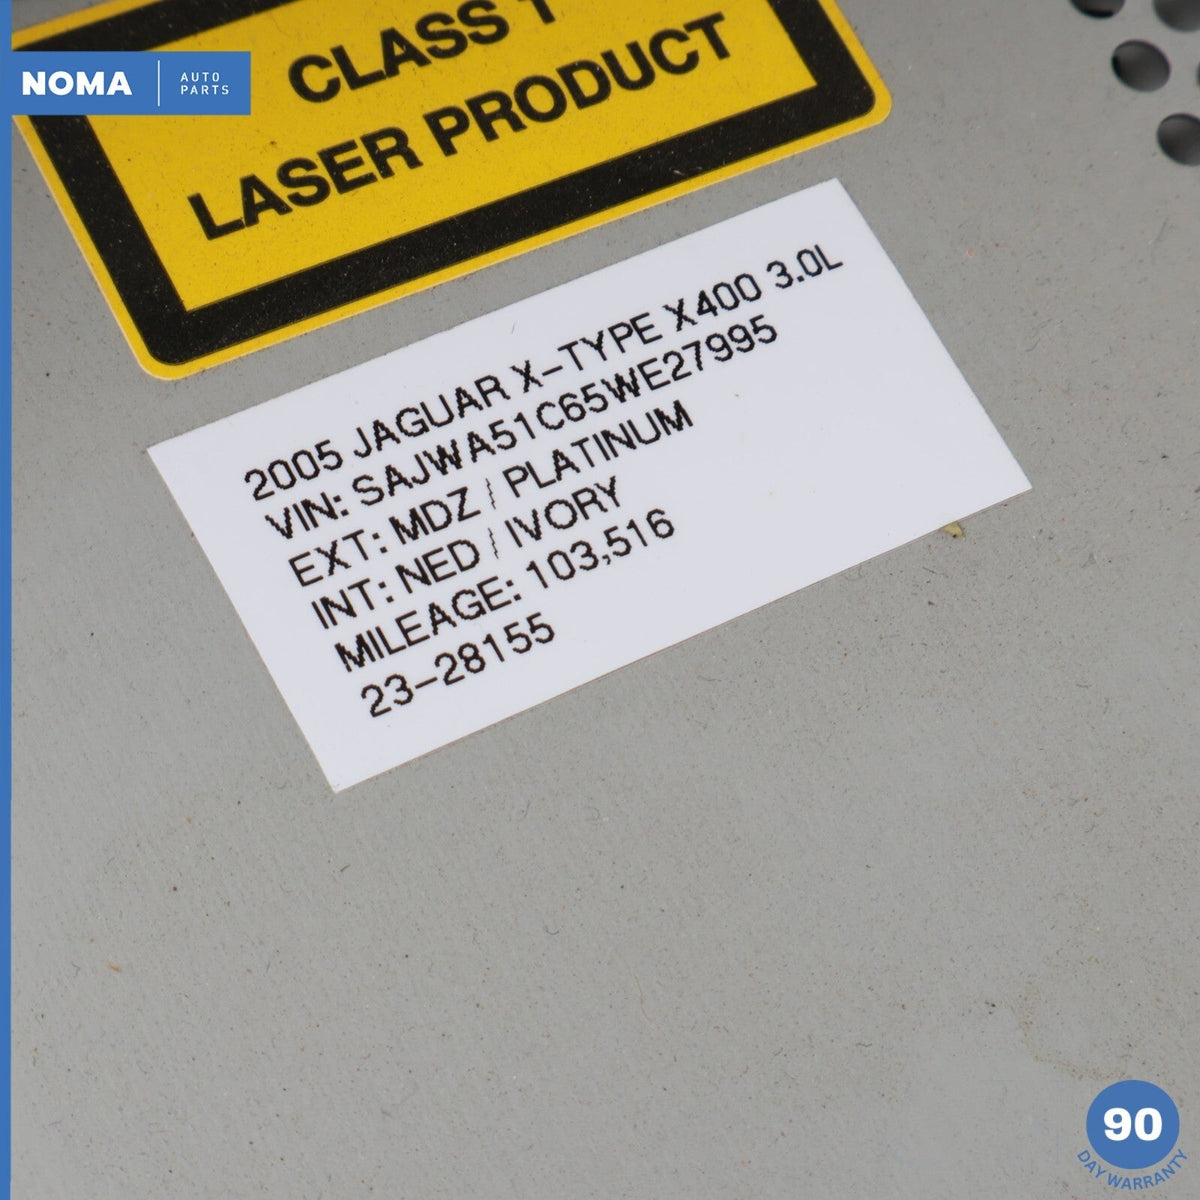 NOMA
AUTO
PARTS
CLASS 1
LASER PRODUCT
2005 JAGUAR X-TYPE X400 3.0L
VIN: SAJWA51C65WE27995
EXT: MDZ / PLATINUM
INT: NED / IVORY
MILEAGE: 103,516
23-28155
90
DAY WARRANTY